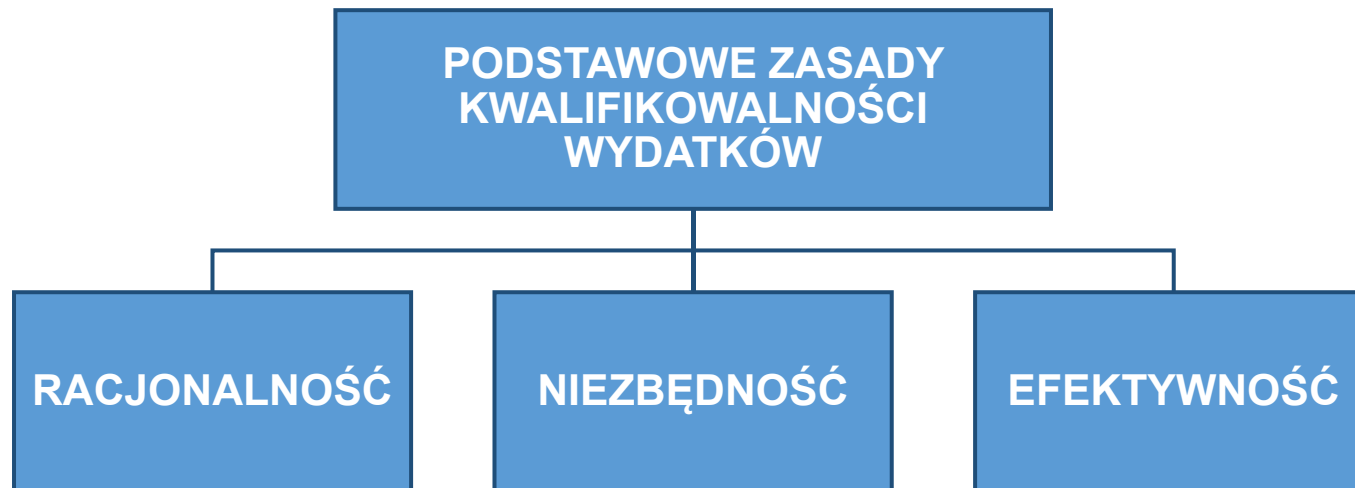 PODSTAWOWE ZASADY
KWALIFIKOWALNOŚCI
WYDATKÓW
RACJONALNOŚĆ
NIEZBĘDNOŚĆ
EFEKTYWNOŚĆ